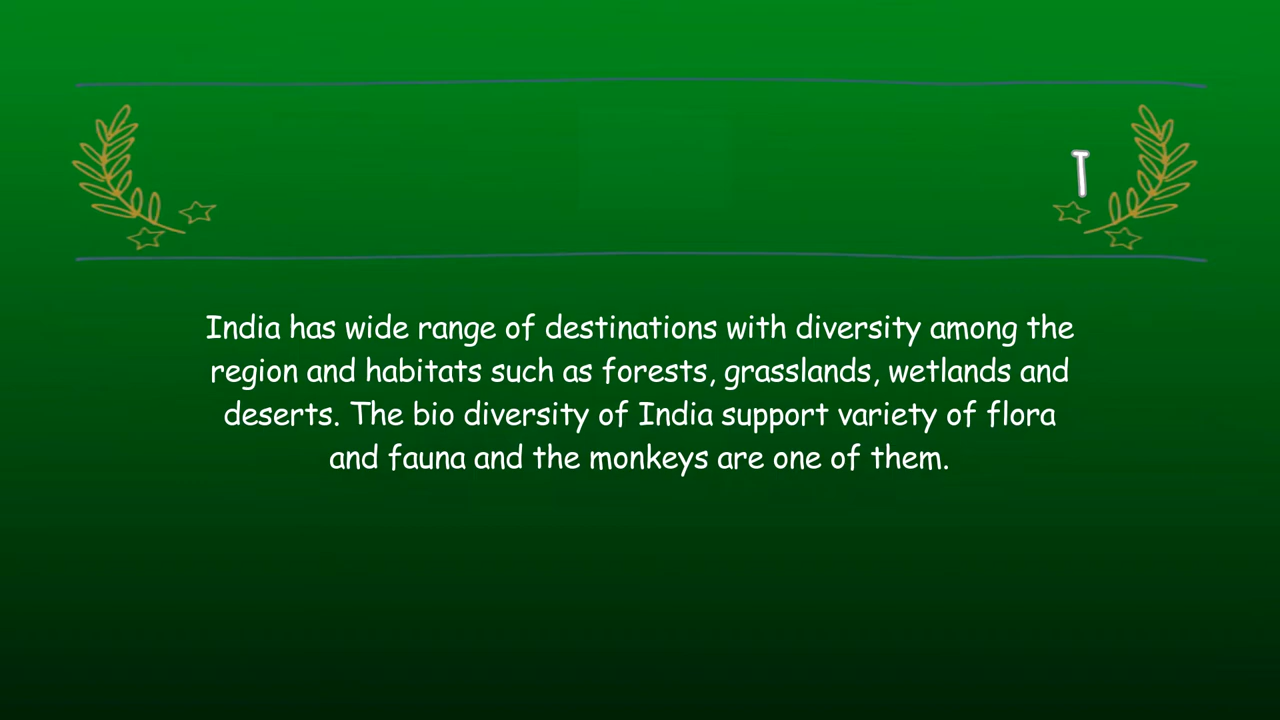 T
India has wide range of destinations with diversity among the
region and habitats such as forests, grasslands, wetlands and
deserts. The bio diversity of India support variety of flora
and fauna and the monkeys are one of them.